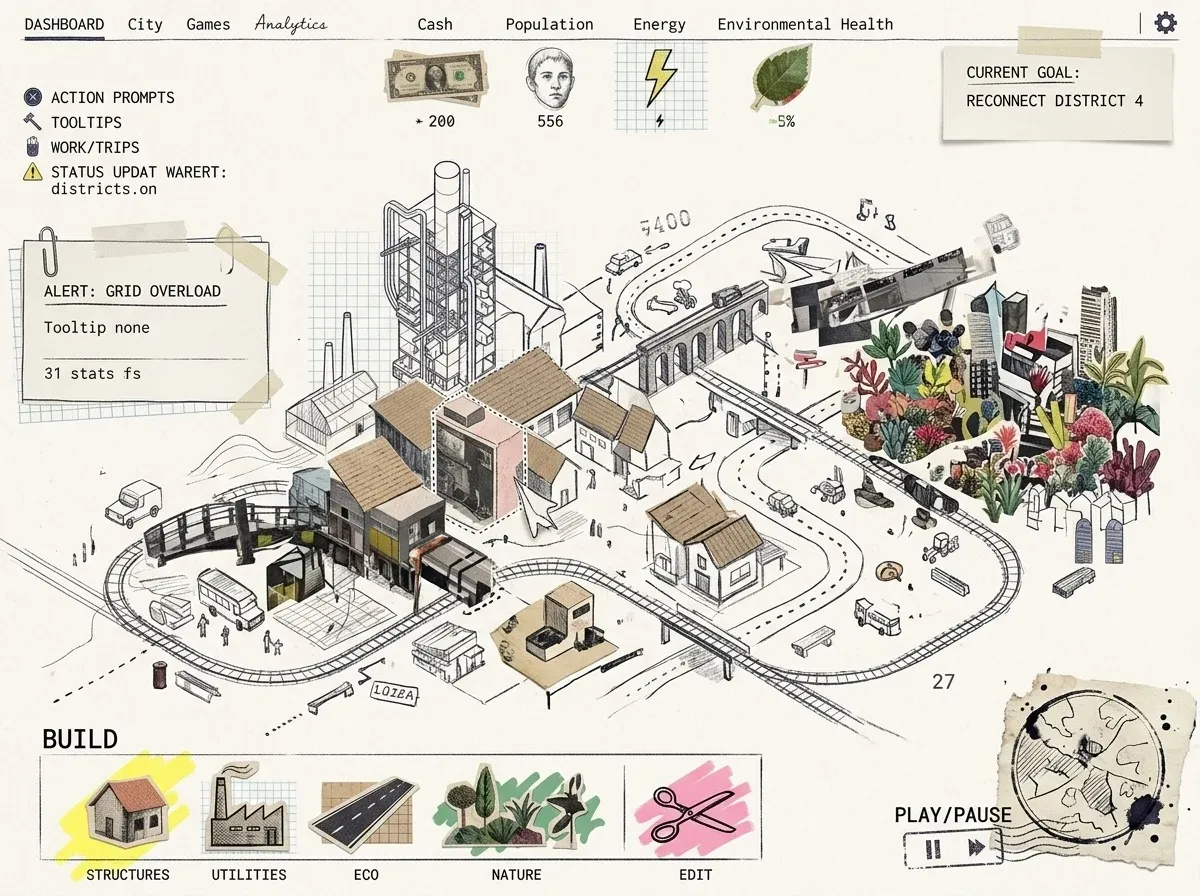 DASHBOARD City Games Analytics
Cash Population Energy Environmental Health
200 556 5%
CURRENT GOAL:
RECONNECT DISTRICT 4
ACTION PROMPTS
TOOLTIPS
WORK/TRIPS
STATUS UPDAT WARERT:
districts.on
ALERT: GRID OVERLOAD
Tooltip none
31 stats fs
27
BUILD
STRUCTURES UTILITIES ECO NATURE EDIT
PLAY/PAUSE